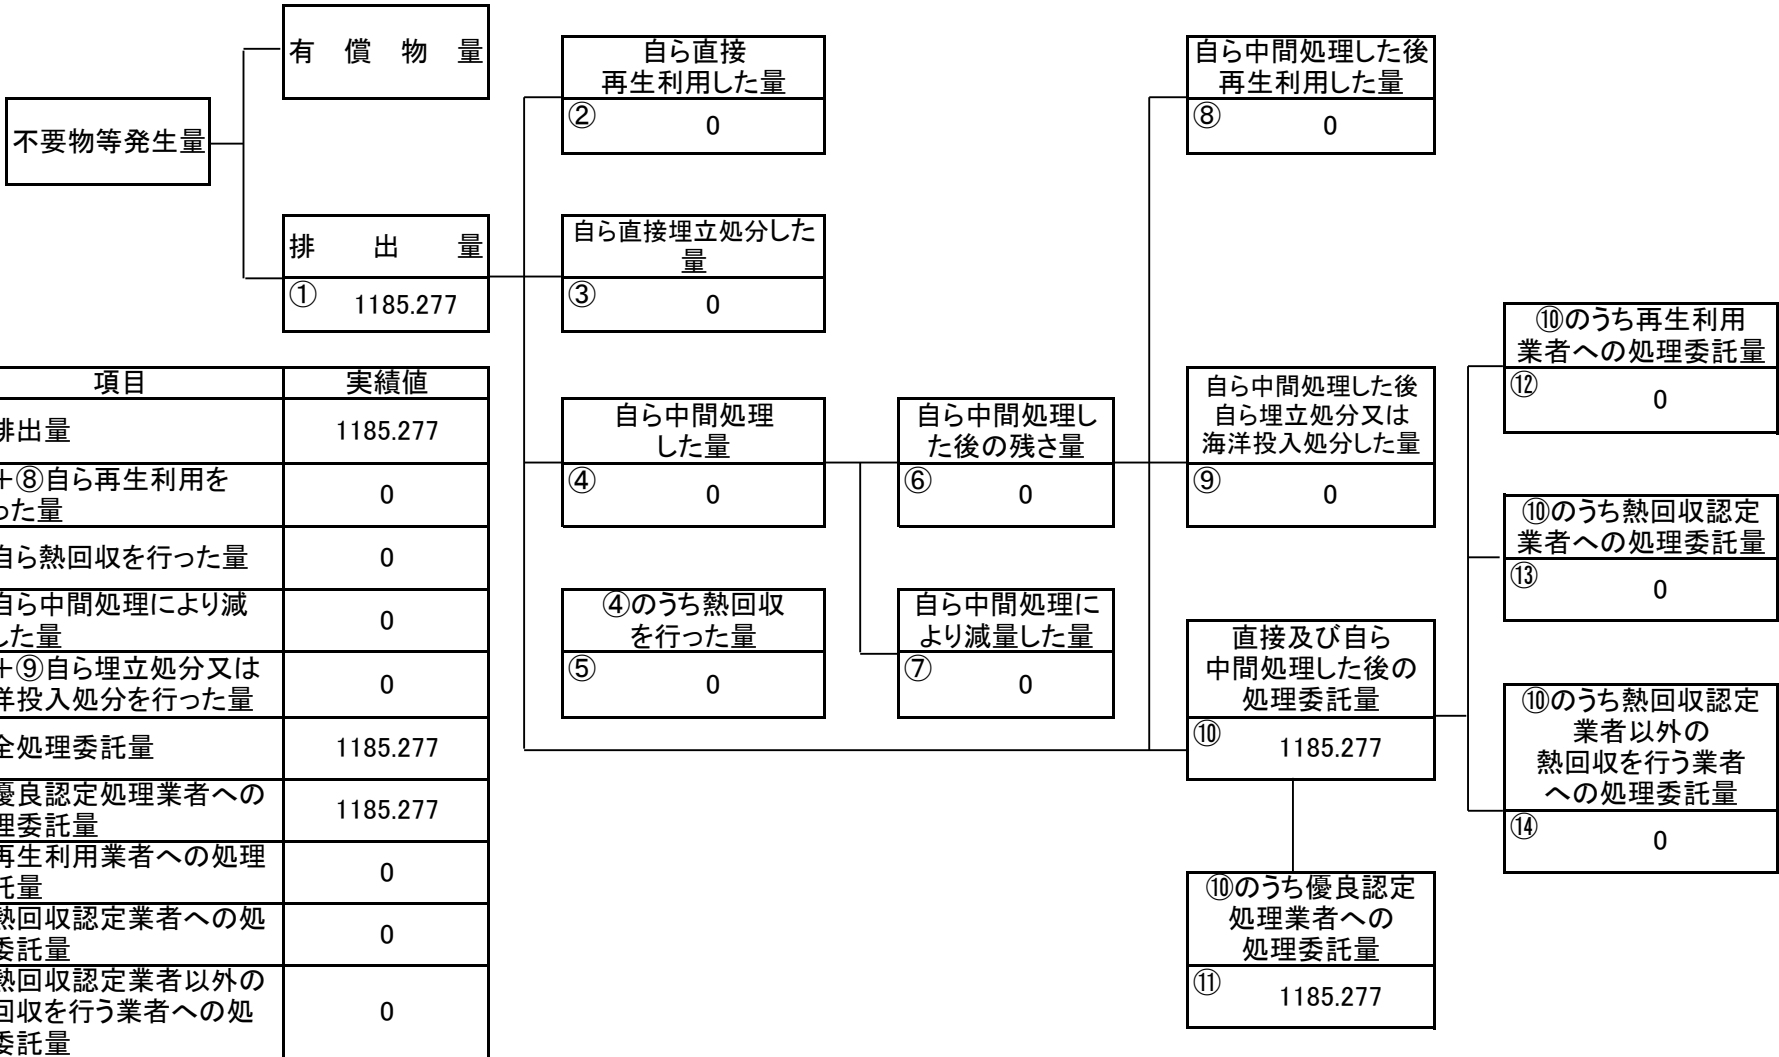 有 償 物 量
不要物等発生量
排 出 量
① 1185.277
自ら直接
再生利用した量
② 0
自ら直接埋立処分した
量
③ 0
自ら中間処理
した量
④ 0
④のうち熱回収
を行った量
⑤ 0
自ら中間処理し
た後の残さ量
⑥ 0
自ら中間処理に
より減量した量
⑦ 0
自ら中間処理した後
再生利用した量
⑧ 0
自ら中間処理した後
自ら埋立処分又は
海洋投入処分した量
⑨ 0
直接及び自ら
中間処理した後の
処理委託量
⑩ 1185.277
⑩のうち優良認定
処理業者への
処理委託量
⑪ 1185.277
⑩のうち再生利用
業者への処理委託量
⑫ 0
⑩のうち熱回収認定
業者への処理委託量
⑬ 0
⑩のうち熱回収認定
業者以外の
熱回収を行う業者
への処理委託量
⑭ 0
項目 実績値
排出量 1185.277
+⑧自ら再生利用を
った量 0
自ら熱回収を行った量 0
自ら中間処理により減
した量 0
+⑨自ら埋立処分又は
洋投入処分を行った量 0
全処理委託量 1185.277
優良認定処理業者への
理委託量 1185.277
再生利用業者への処理
託量 0
熱回収認定業者への処
委託量 0
熱回収認定業者以外の
回収を行う業者への処
委託量 0